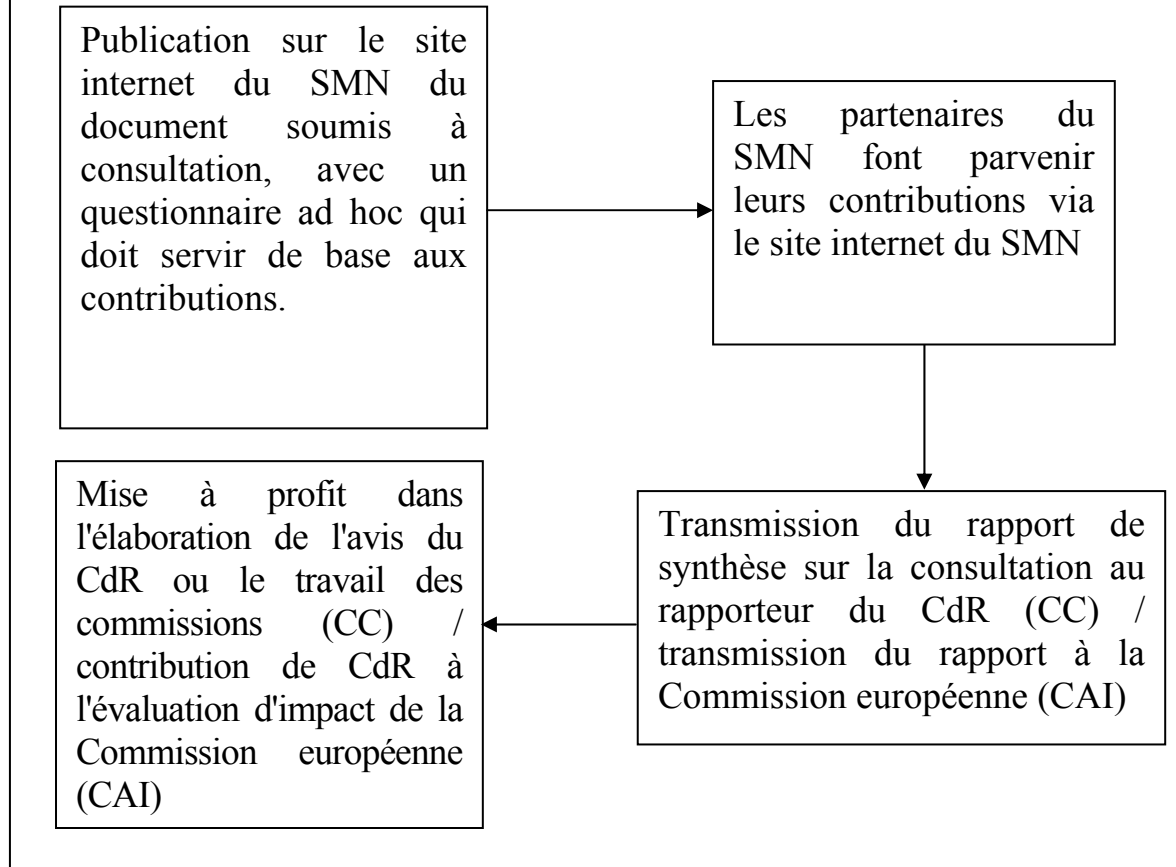 Publication sur le site
internet du SMN du
document soumis à
consultation, avec un
questionnaire ad hoc qui
doit servir de base aux
contributions.
Les partenaires du
SMN font parvenir
leurs contributions via
le site internet du SMN
Transmission du rapport de
synthèse sur la consultation au
rapporteur du CdR (CC) /
transmission du rapport à la
Commission européenne (CAI)
Mise à profit dans
l'élaboration de l'avis du
CdR ou le travail des
commissions (CC) /
contribution de CdR à
l'évaluation d'impact de la
Commission européenne
(CAI)